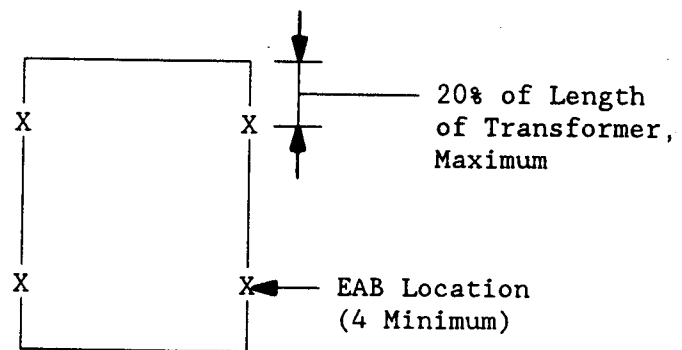 20% of Length
X X of Transformer,
Maximum
X X EAB Location
(4 Minimum)